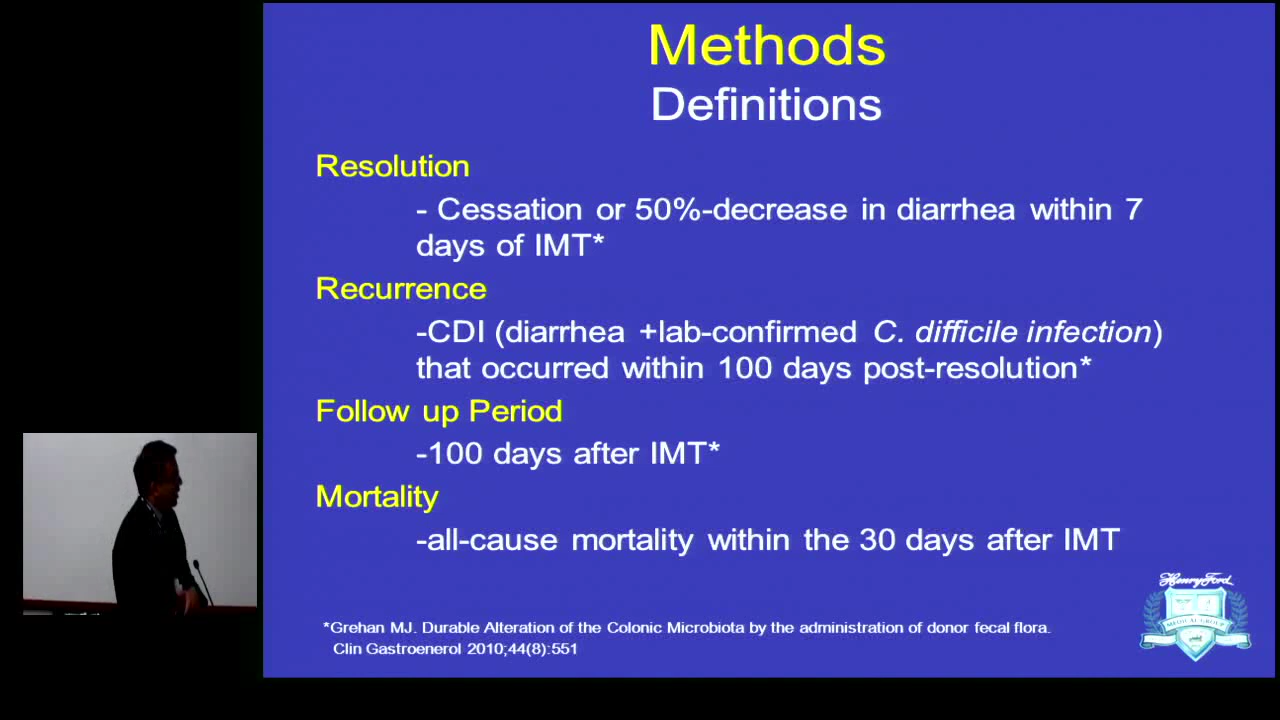 Methods
Definitions
Resolution
- Cessation or 50%-decrease in diarrhea within 7
days of IMT*
Recurrence
-CDI (diarrhea +lab-confirmed C. difficile infection)
that occurred within 100 days post-resolution*
Follow up Period
-100 days after IMT*
Mortality
-all-cause mortality within the 30 days after IMT
*Grehan MJ. Durable Alteration of the Colonic Microbiota by the administration of donor fecal flora.
Clin Gastroenerol 2010;44(8):551
HenryFord
MEDICAL GROUP